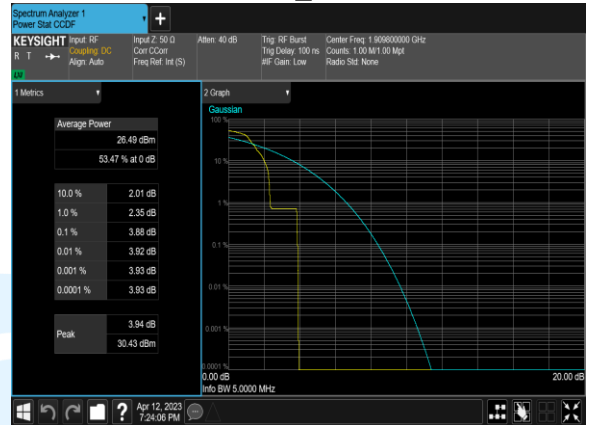 Spectrum Analyzer 1
Power Stat CCDF
+
KEYSIGHT
R T
LXI
Input: RF
Coupling: DC
Align: Auto
Input Z: 50 Ω
Corr CCorr
Freq Ref: Int (S)
Atten: 40 dB
Trig: RF Burst
Trig Delay: 100 ns
#IF Gain: Low
Center Freq: 1.909800000 GHz
Counts: 1.00 M/1.00 Mpt
Radio Std: None
1 Metrics
Average Power
26.49 dBm
53.47 % at 0 dB
10.0 % 2.01 dB
1.0 % 2.35 dB
0.1 % 3.88 dB
0.01 % 3.92 dB
0.001 % 3.93 dB
0.0001 % 3.93 dB
Peak
3.94 dB
30.43 dBm
2 Graph
Gaussian
100 %
10 %
1 %
0.1 %
0.01 %
0.001 %
0.0001 %
0.00 dB
20.00 dB
Info BW 5.0000 MHz
?
Apr 12, 2023
7:24:06 PM